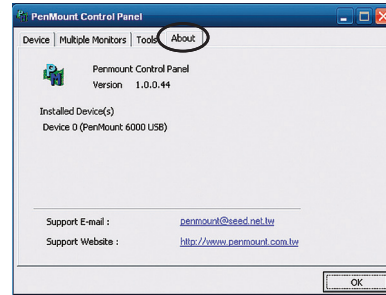 PenMount Control Panel
Device Multiple Monitors Tools About
PM
Penmount Control Panel
Version 1.0.0.44
Installed Device(s)
Device 0 (PenMount 6000 USB)
Support E-mail : penmount@seed.net.tw
Support Website : http://www.penmount.com.tw
OK